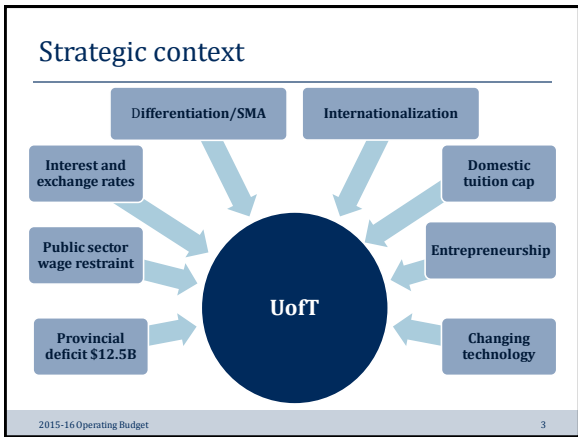 Strategic context
Differentiation/SMA
Internationalization
Interest and
exchange rates
Domestic
tuition cap
Public sector
wage restraint
Entrepreneurship
UofT
Provincial
deficit $12.5B
Changing
technology
2015-16 Operating Budget
3